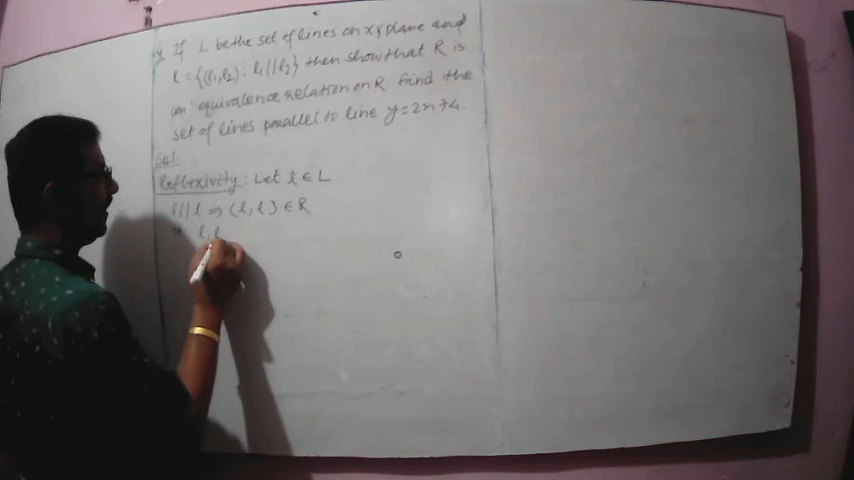 If L be the set of lines on xy plane and
R = {(l₁,l₂): l₁ || l₂} then show that R is
an equivalence relation on R find the
set of lines parallel to line y=2x+4.
Sol.
Reflexivity: Let l ∈ L
l || l ⇒ (l, l) ∈ R
l, l